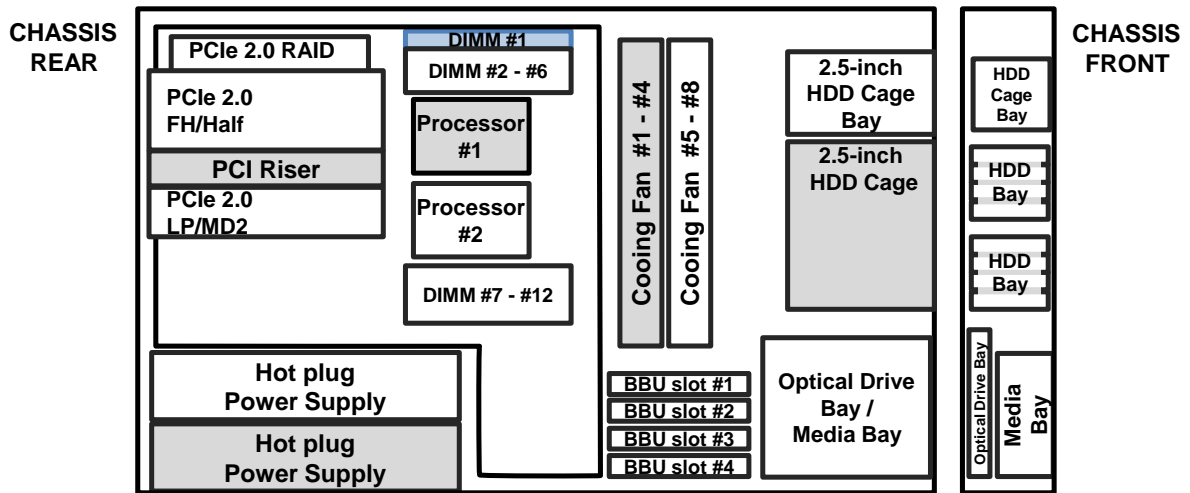 CHASSIS
REAR
PCIe 2.0 RAID
PCIe 2.0
FH/Half
PCI Riser
PCIe 2.0
LP/MD2
DIMM #1
DIMM #2 - #6
Processor
#1
Processor
#2
DIMM #7 - #12
Hot plug
Power Supply
Hot plug
Power Supply
Cooing Fan #1 - #4
Cooing Fan #5 - #8
BBU slot #1
BBU slot #2
BBU slot #3
BBU slot #4
2.5-inch
HDD Cage
Bay
2.5-inch
HDD Cage
Optical Drive
Bay /
Media Bay
HDD
Cage
Bay
HDD
Bay
HDD
Bay
Optical Drive Bay
Media
Bay
CHASSIS
FRONT